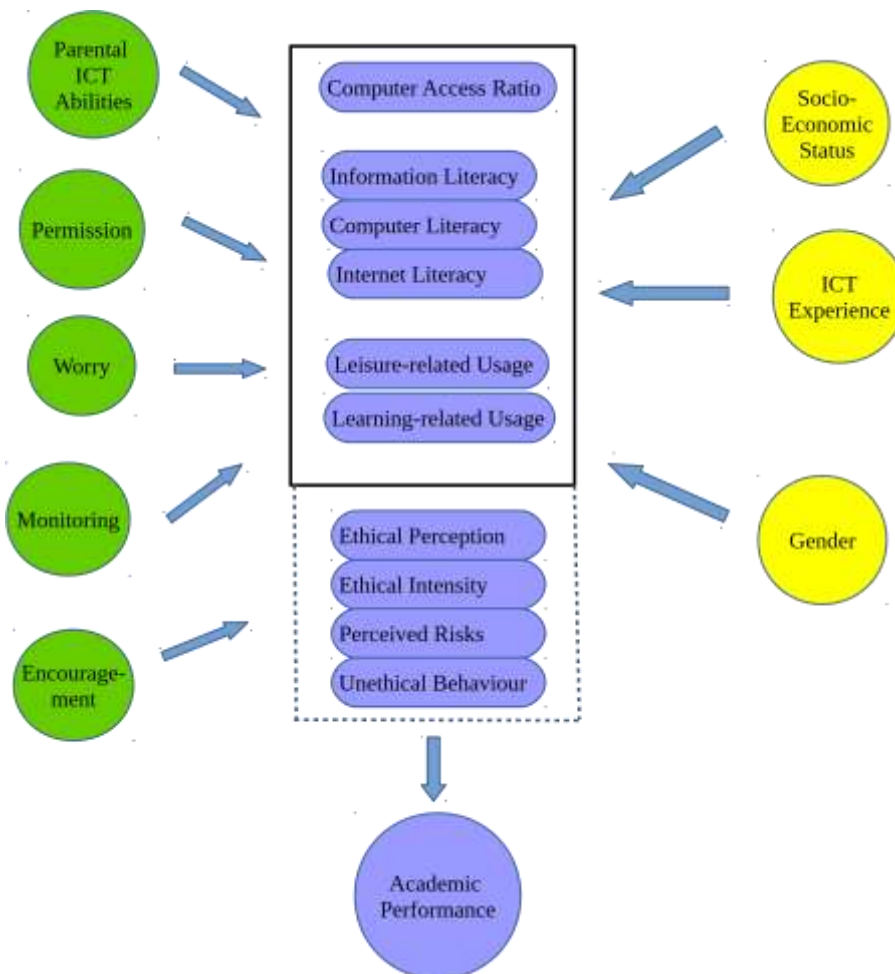 Parental
ICT
Abilities
Permission
Worry
Monitoring
Encourage-
ment
Computer Access Ratio
Information Literacy
Computer Literacy
Internet Literacy
Leisure-related Usage
Learning-related Usage
Ethical Perception
Ethical Intensity
Perceived Risks
Unethical Behaviour
Socio-
Economic
Status
ICT
Experience
Gender
Academic
Performance